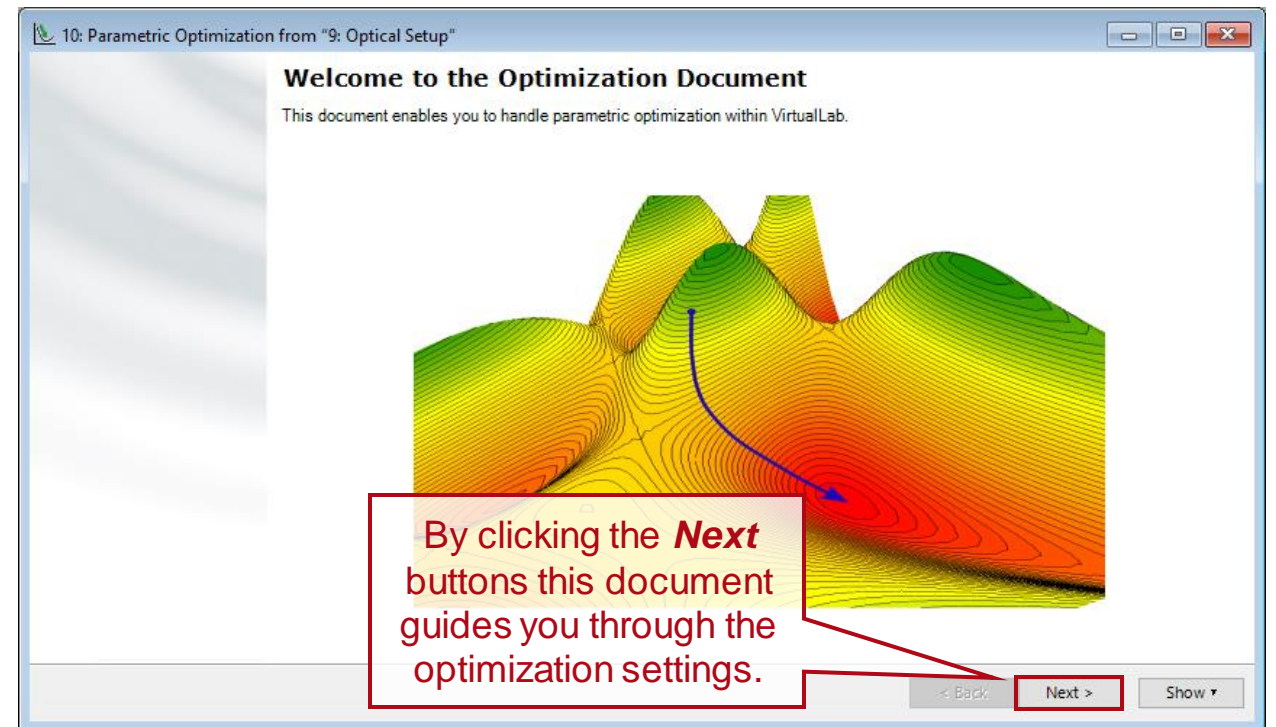 10: Parametric Optimization from "9: Optical Setup"
Welcome to the Optimization Document
This document enables you to handle parametric optimization within VirtualLab.
By clicking the Next
buttons this document
guides you through the
optimization settings.
< Back
Next >
Show